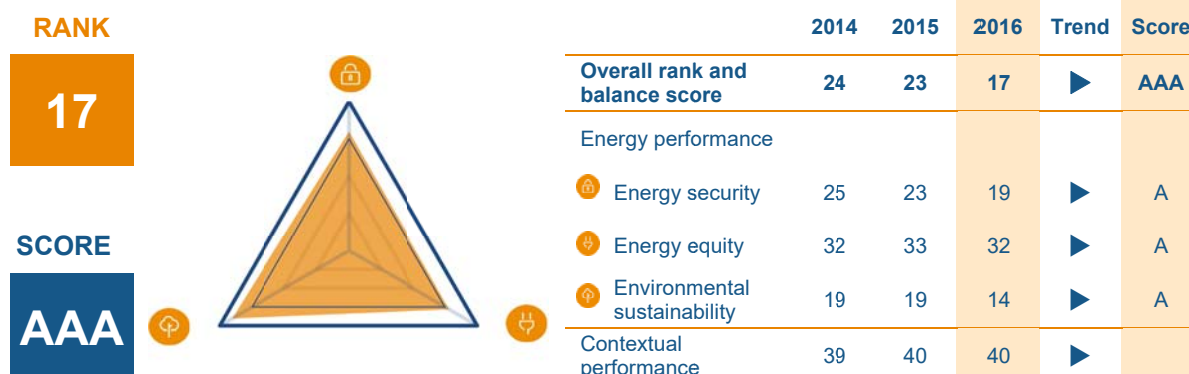 RANK
17
SCORE
AAA
2014 2015 2016 Trend Score
Overall rank and
balance score 24 23 17 AAA
Energy performance
Energy security 25 23 19 A
Energy equity 32 33 32 A
Environmental
sustainability 19 19 14 A
Contextual
performance 39 40 40